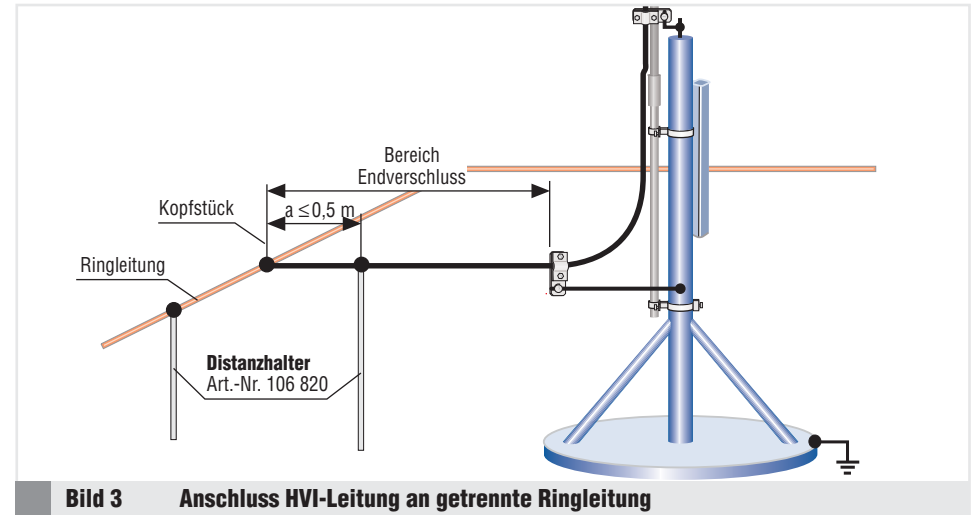 Bereich
Endverschluss
Kopfstück
a ≤ 0,5 m
Ringleitung
Distanzhalter
Art.-Nr. 106 820
Bild 3 Anschluss HVI-Leitung an getrennte Ringleitung